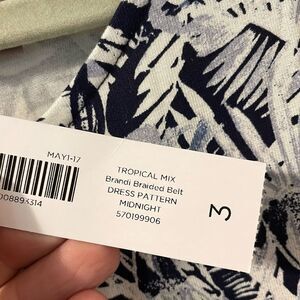 MAY1-17
TROPICAL MIX
Brandi Braided Belt
DRESS PATTERN
MIDNIGHT
570199906
3